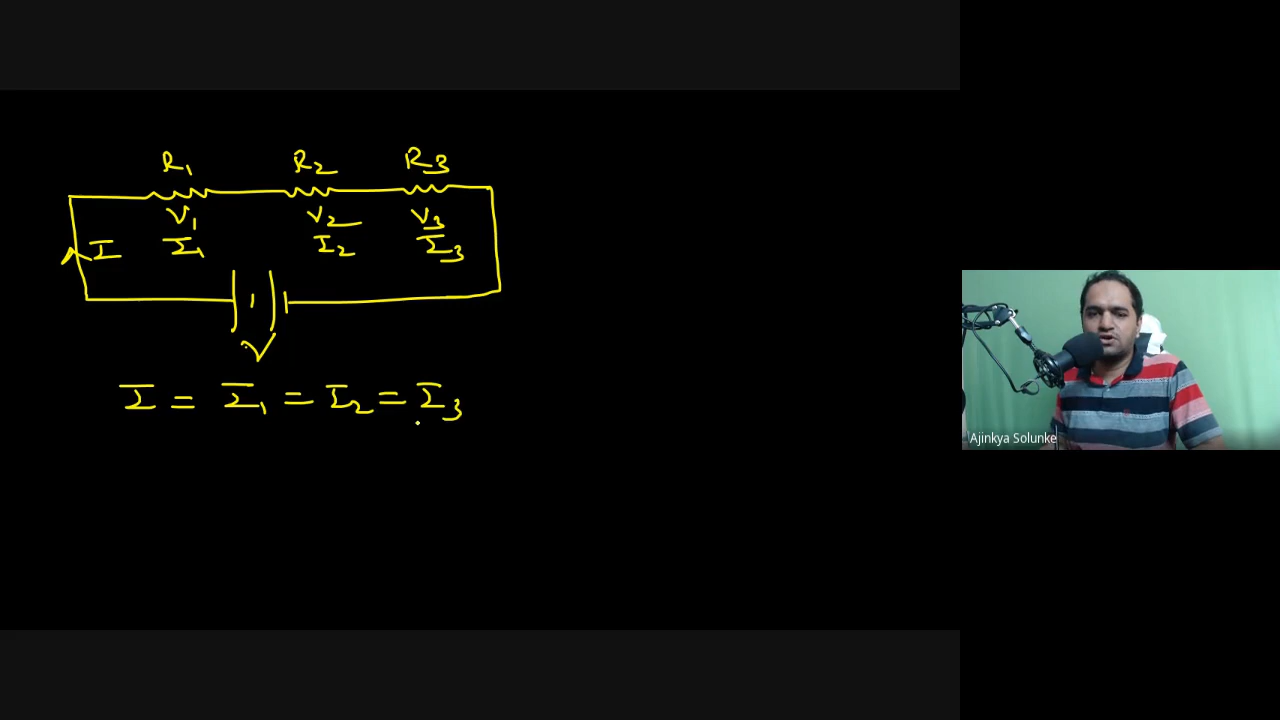 R1 R2 R3
V1 V2 V3
I I1 I2 I3
V
I = I1 = I2 = I3
Ajinkya Solunke